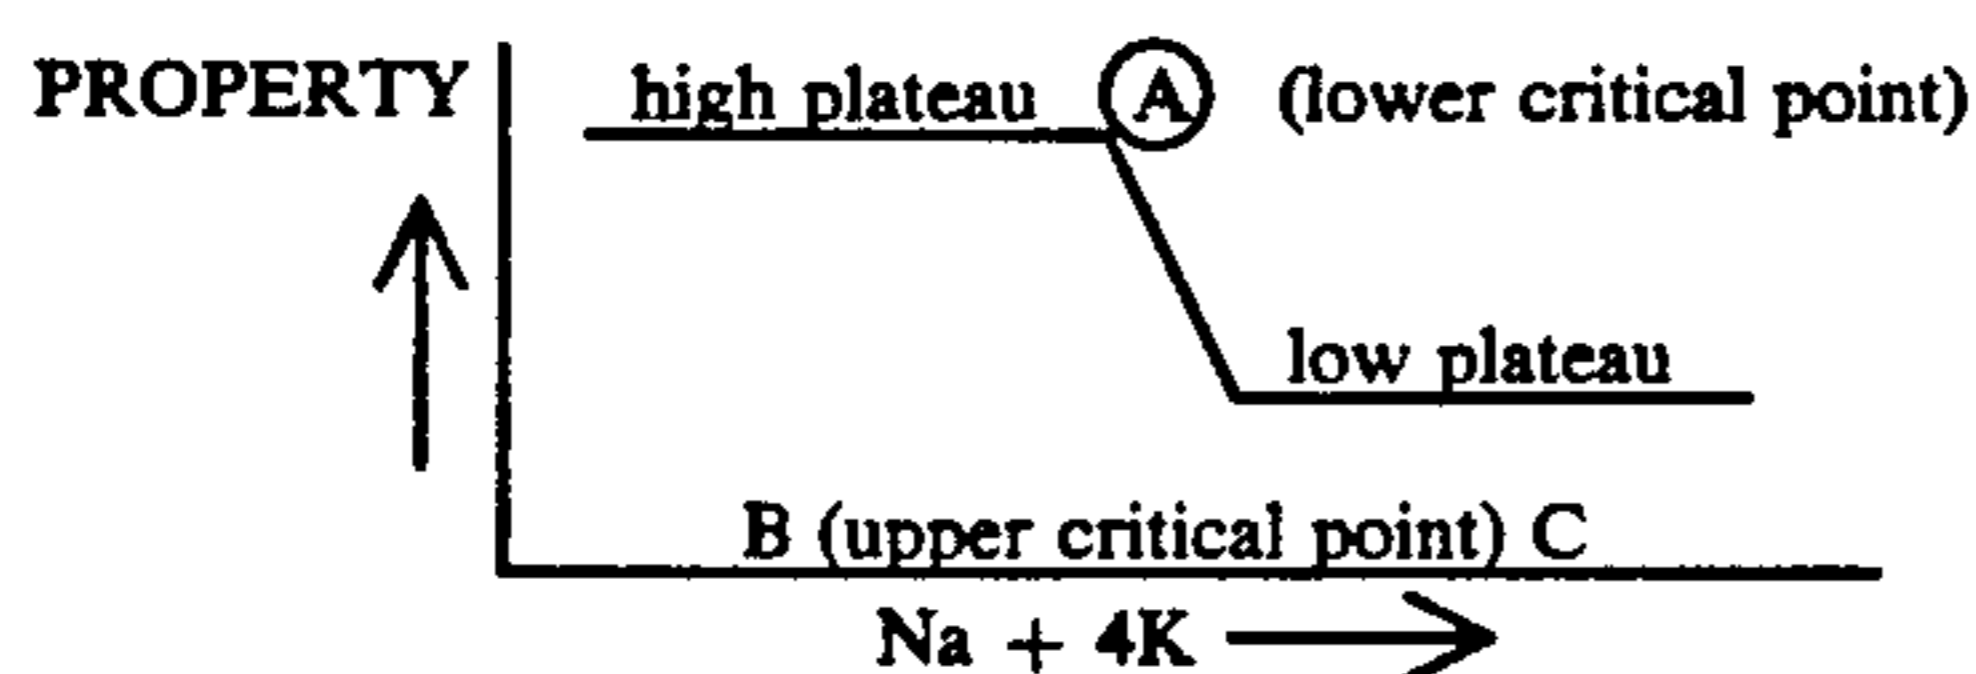 PROPERTY high plateau A (lower critical point)
low plateau
B (upper critical point) C
Na + 4K